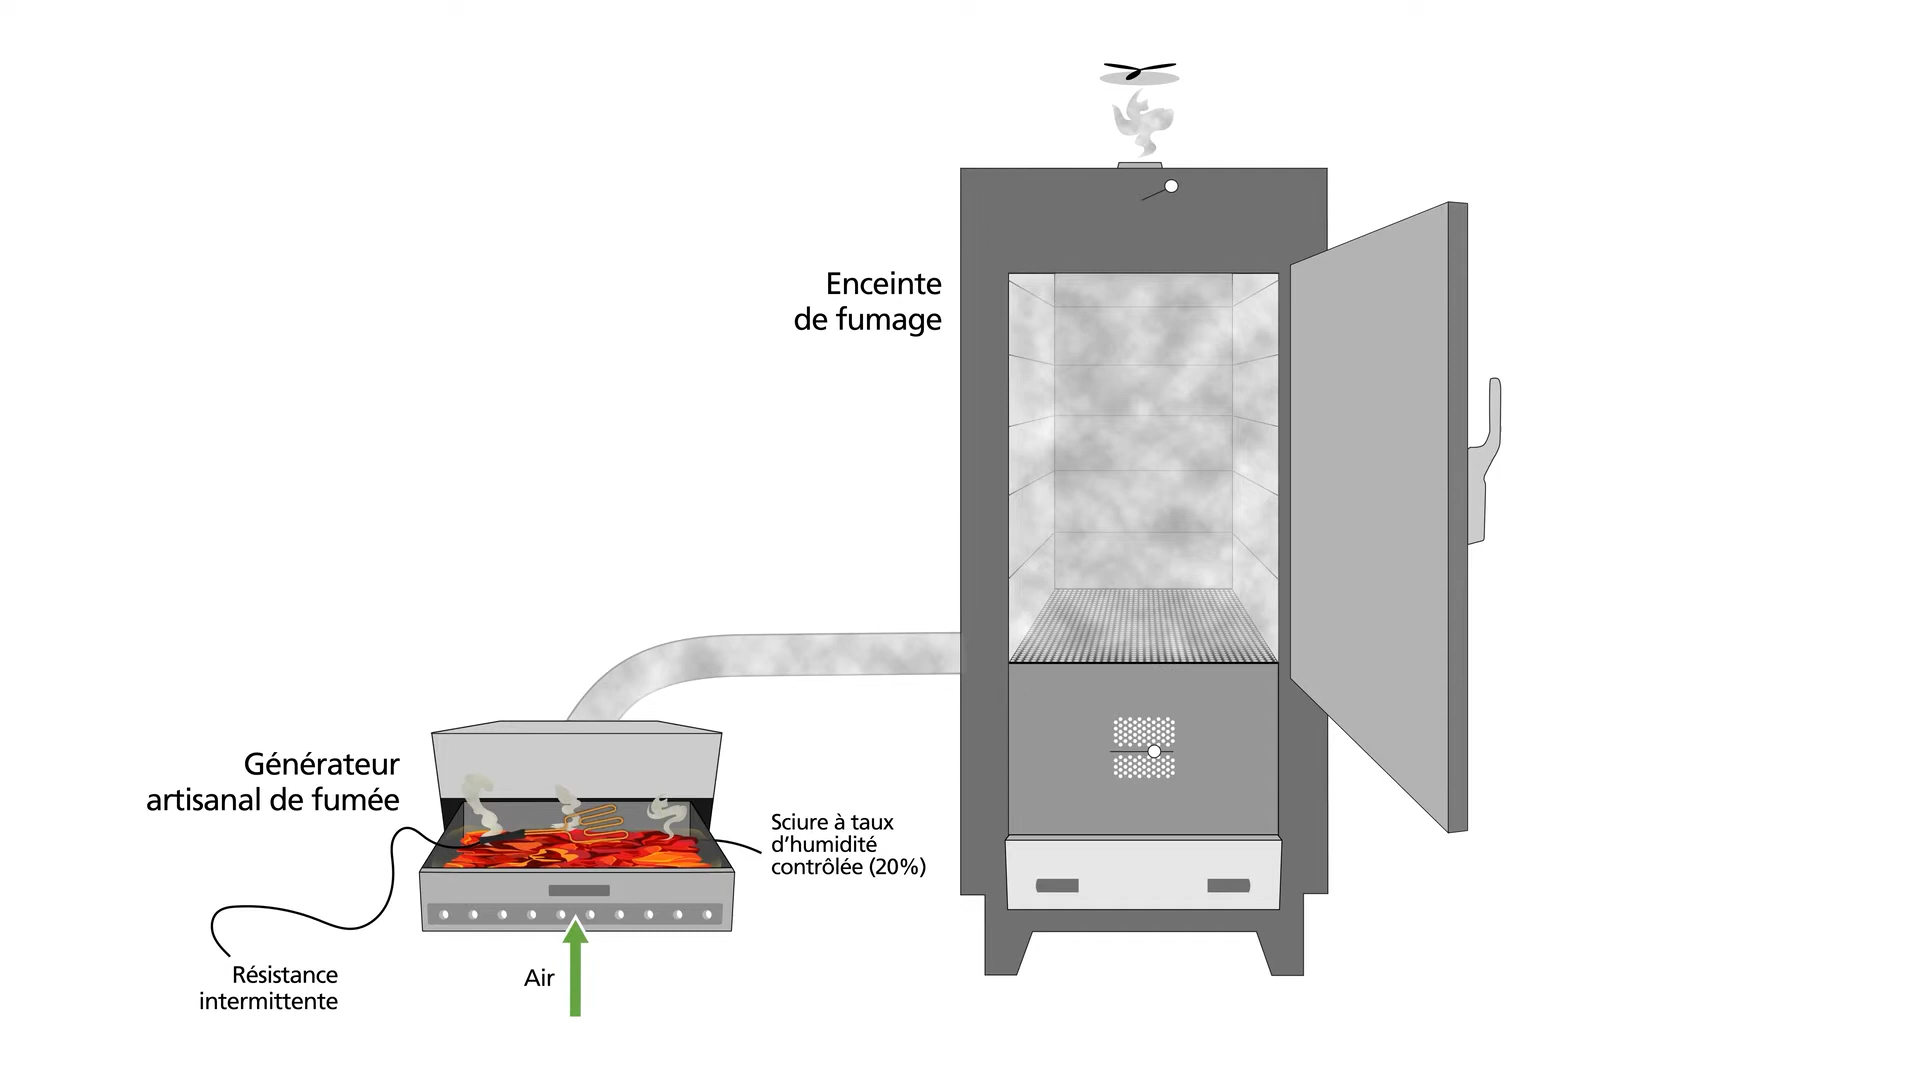 Enceinte
de fumage
Générateur
artisanal de fumée
Sciure à taux
d’humidité
contrôlée (20%)
Résistance
intermittente
Air